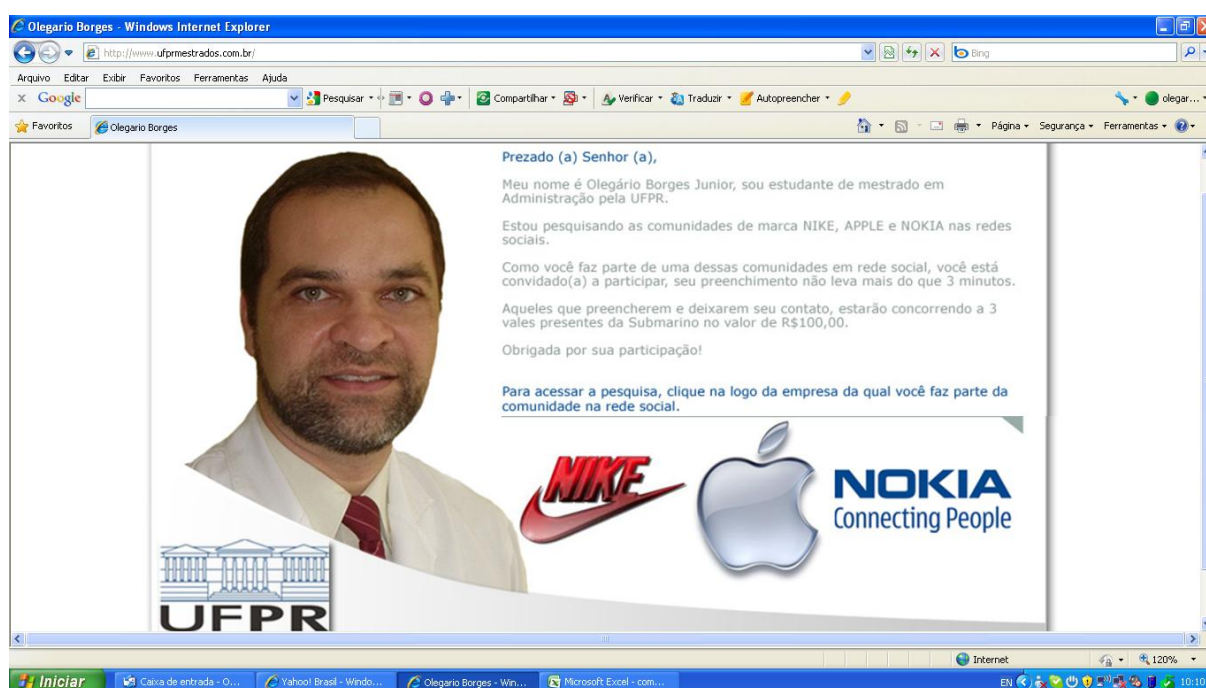 Olegario Borges - Windows Internet Explorer
http://www.ufprmestrados.com.br/
Bing
Arquivo Editar Exibir Favoritos Ferramentas Ajuda
x Google Pesquisar Compartilhar Verificar Traduzir Autopreencher olegar...
Favoritos Olegario Borges Página Segurança Ferramentas
Prezado (a) Senhor (a),
Meu nome é Olegário Borges Junior, sou estudante de mestrado em
Administração pela UFPR.
Estou pesquisando as comunidades de marca NIKE, APPLE e NOKIA nas redes
sociais.
Como você faz parte de uma dessas comunidades em rede social, você está
convidado(a) a participar, seu preenchimento não leva mais do que 3 minutos.
Aqueles que preencherem e deixarem seu contato, estarão concorrendo a 3
vales presentes da Submarino no valor de R$100,00.
Obrigada por sua participação!
Para acessar a pesquisa, clique na logo da empresa da qual você faz parte da
comunidade na rede social.
NIKE
NOKIA
Connecting People
UFPR
Internet 120%
Iniciar Caixa de entrada - O... Yahoo! Brasil - Windo... Olegario Borges - Win... Microsoft Excel - com... EN 10:10